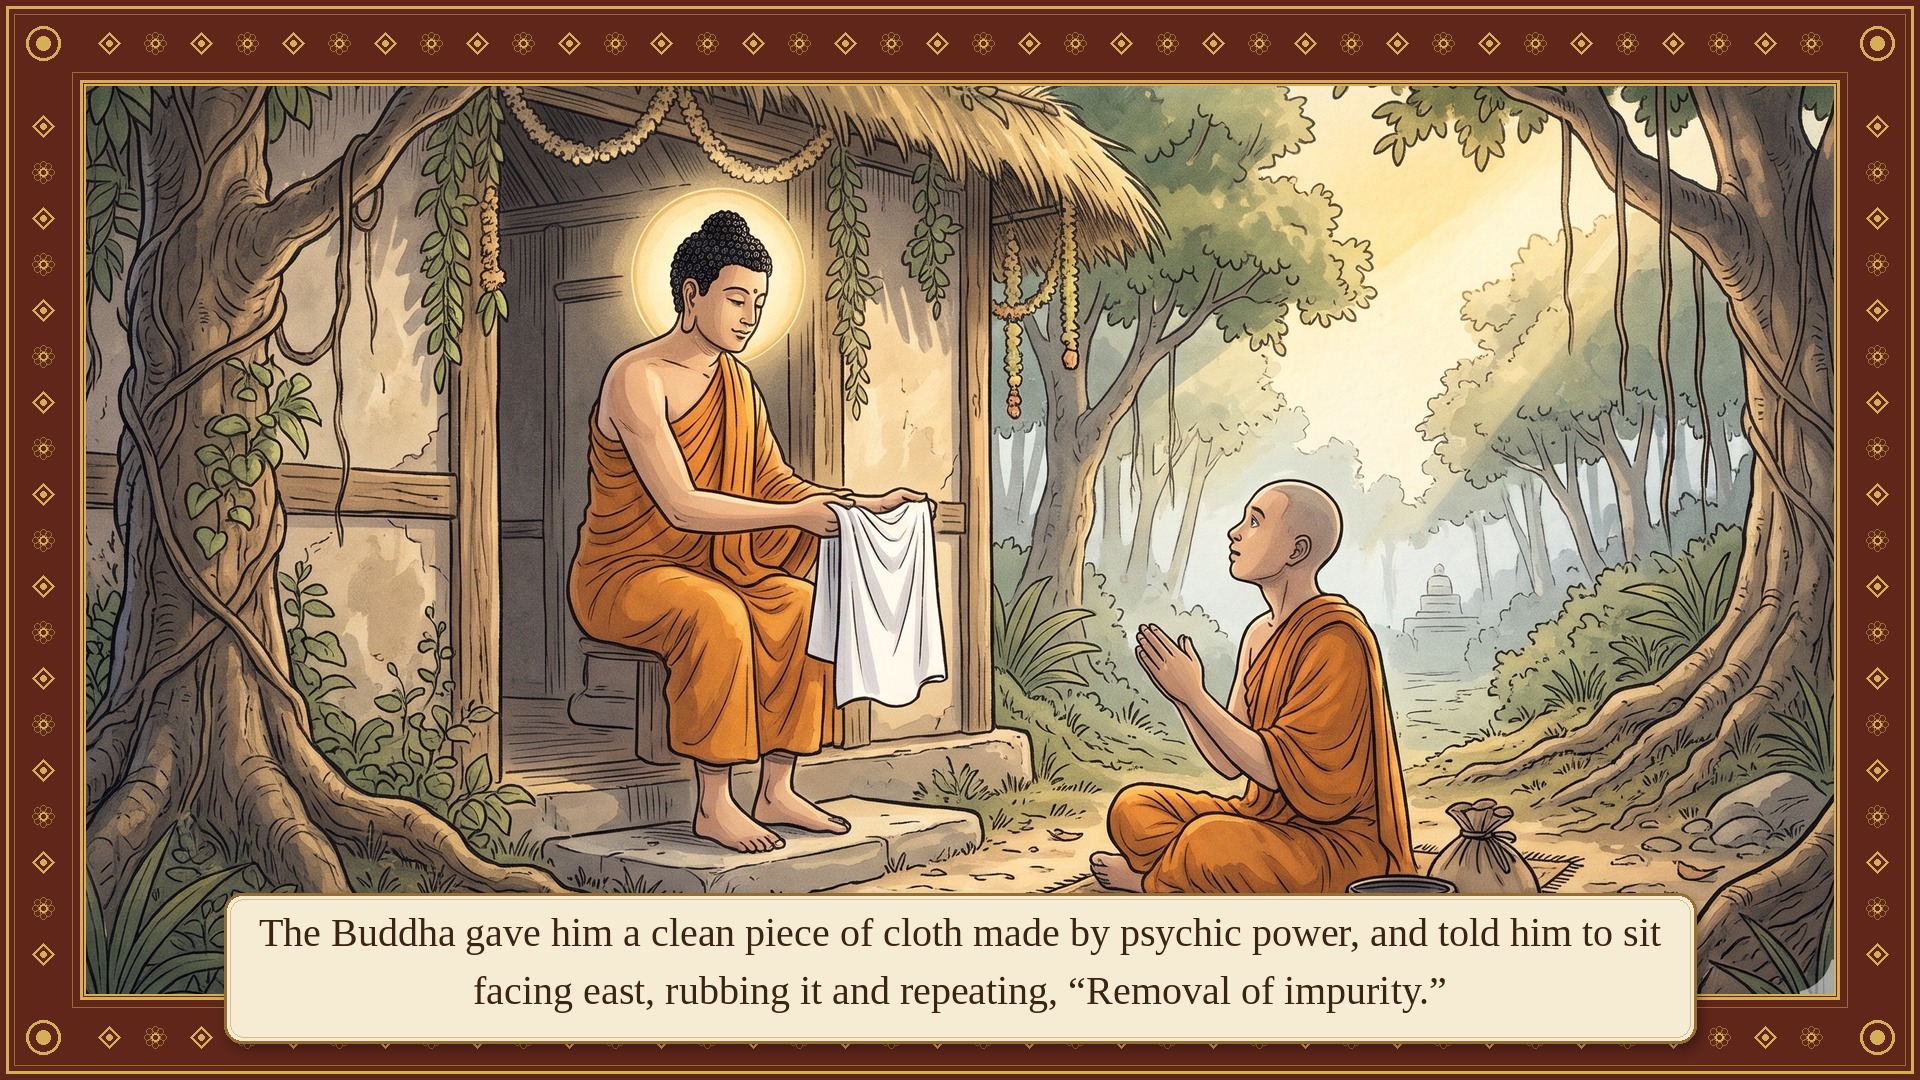 The Buddha gave him a clean piece of cloth made by psychic power, and told him to sit
facing east, rubbing it and repeating, “Removal of impurity.”